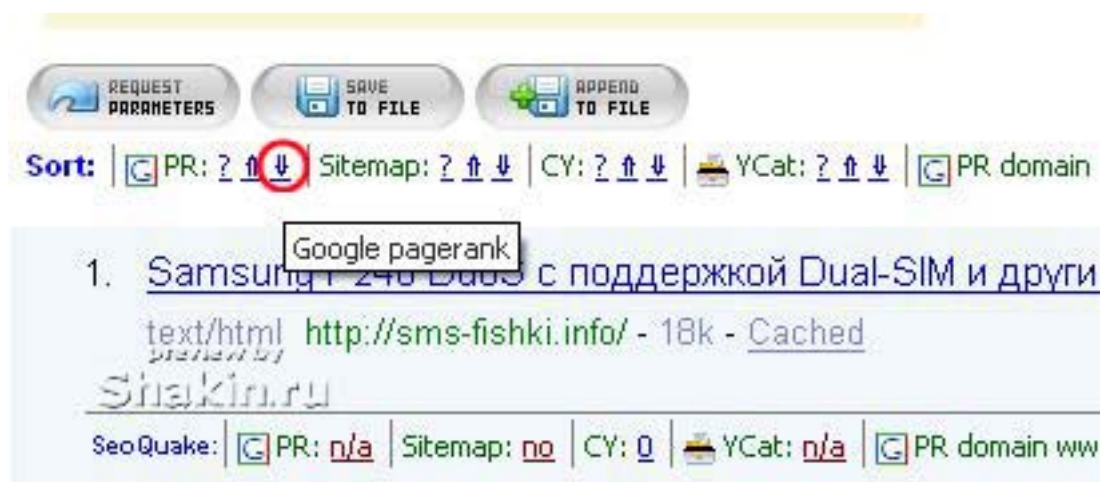 REQUEST PARAMETERS
SAVE TO FILE
APPEND TO FILE
Sort: PR: ? ⇑ ⇓ Sitemap: ? ⇑ ⇓ CY: ? ⇑ ⇓ YCat: ? ⇑ ⇓ PR domain
Google pagerank
1. Samsung с поддержкой Dual-SIM и други
text/html http://sms-fishki.info/ - 18k - Cached
preview by
Shakin.ru
SeoQuake: PR: n/a Sitemap: no CY: 0 YCat: n/a PR domain ww